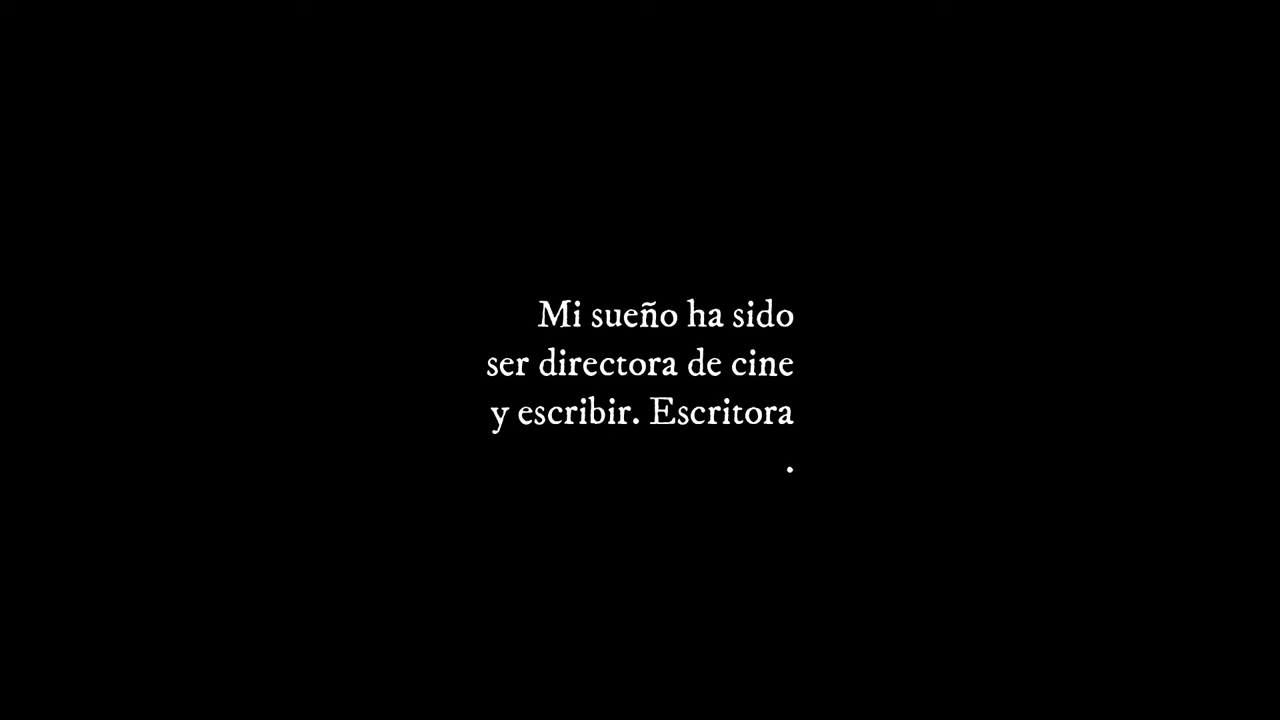 Mi sueño ha sido
ser directora de cine
y escribir. Escritora
.